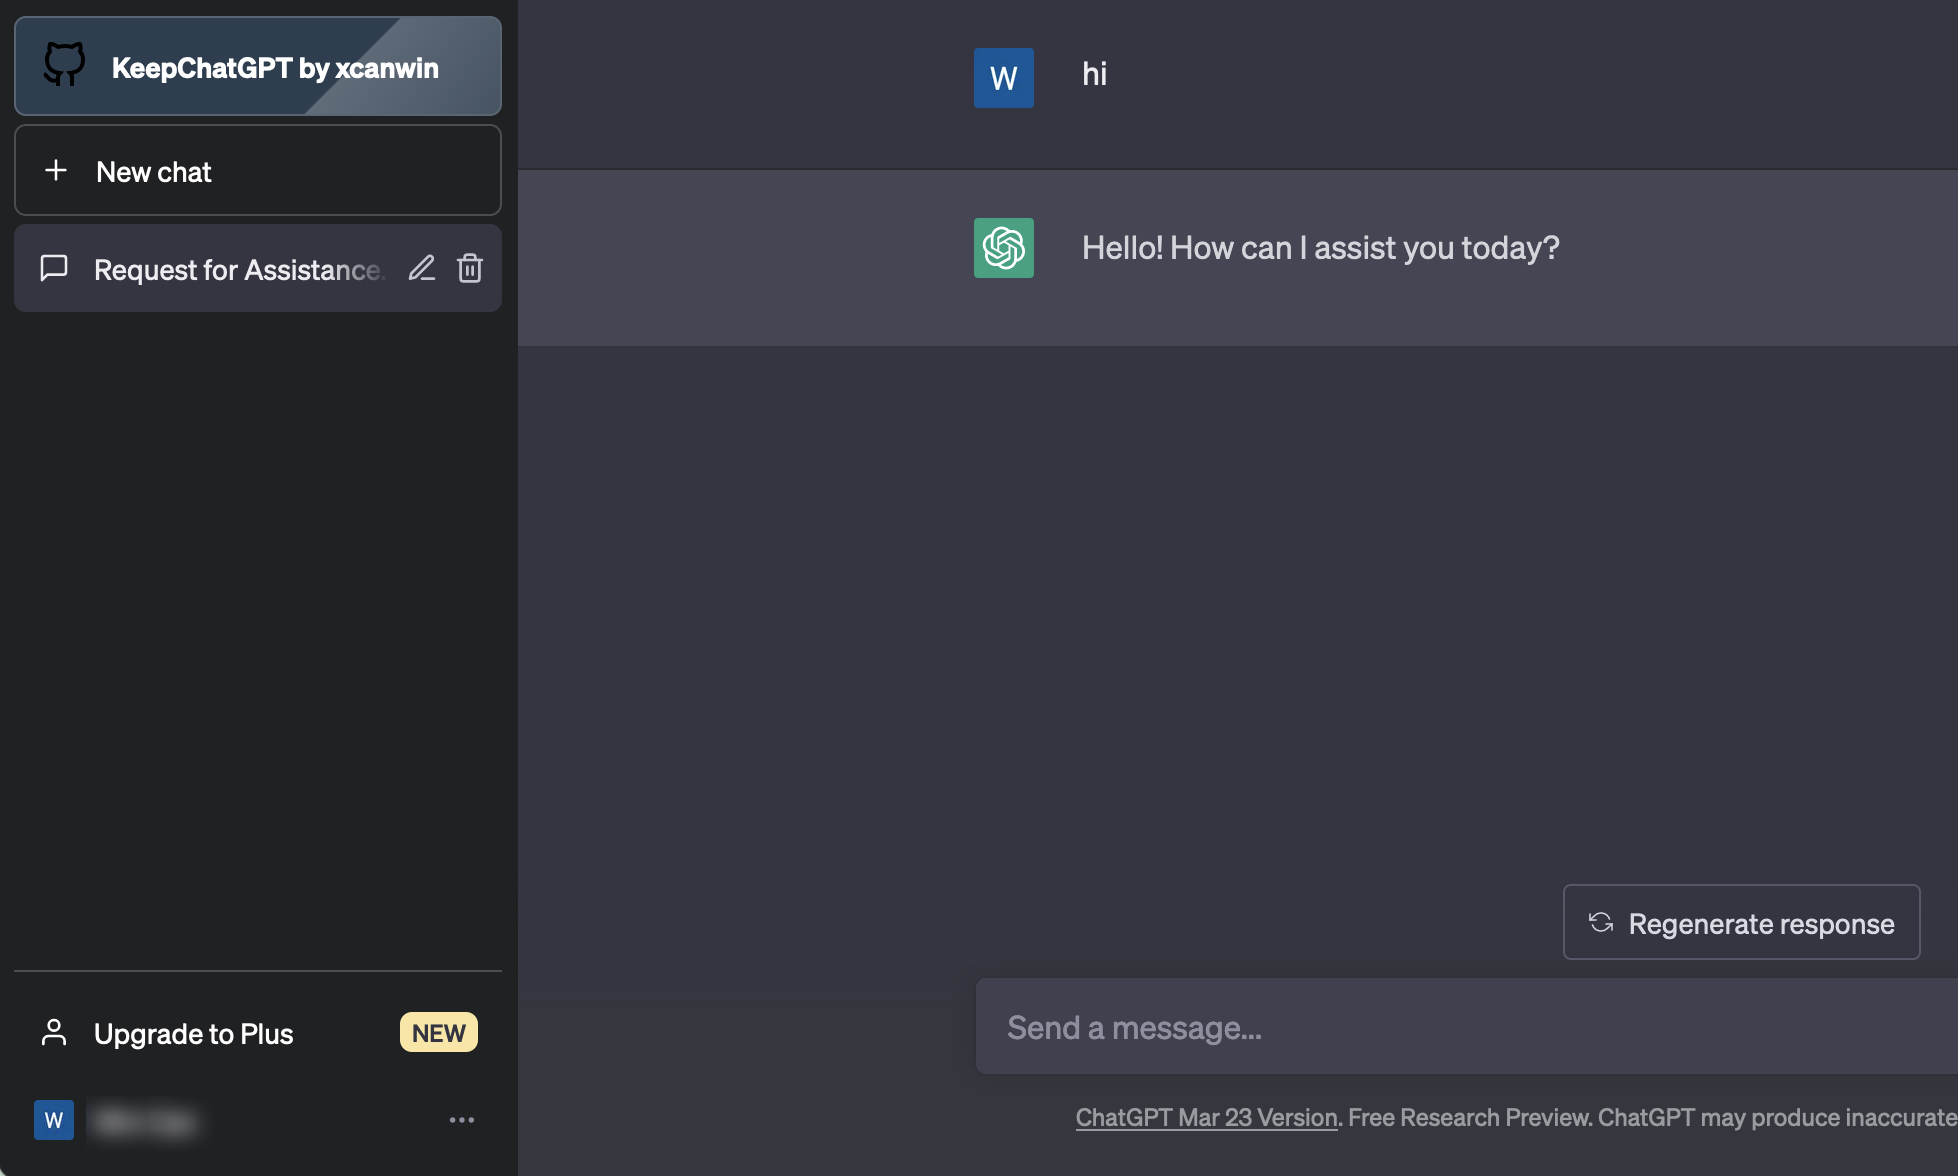 KeepChatGPT by xcanwin
New chat
Request for Assistance.
Upgrade to Plus
NEW
W
W
hi
Hello! How can I assist you today?
Regenerate response
Send a message...
ChatGPT Mar 23 Version. Free Research Preview. ChatGPT may produce inaccurate